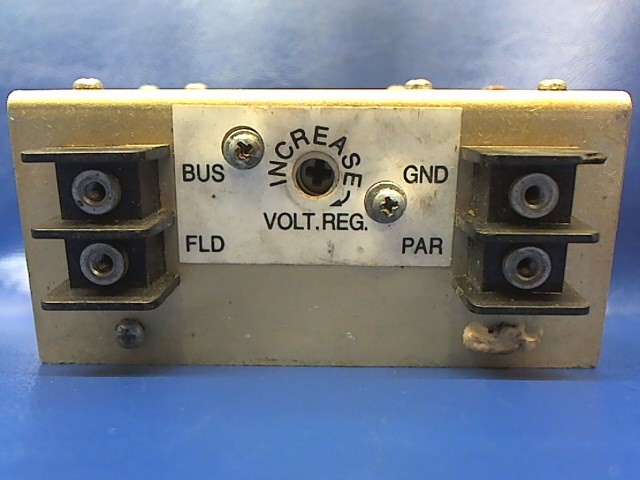 INCREASE
BUS
GND
VOLT.REG.
FLD
PAR